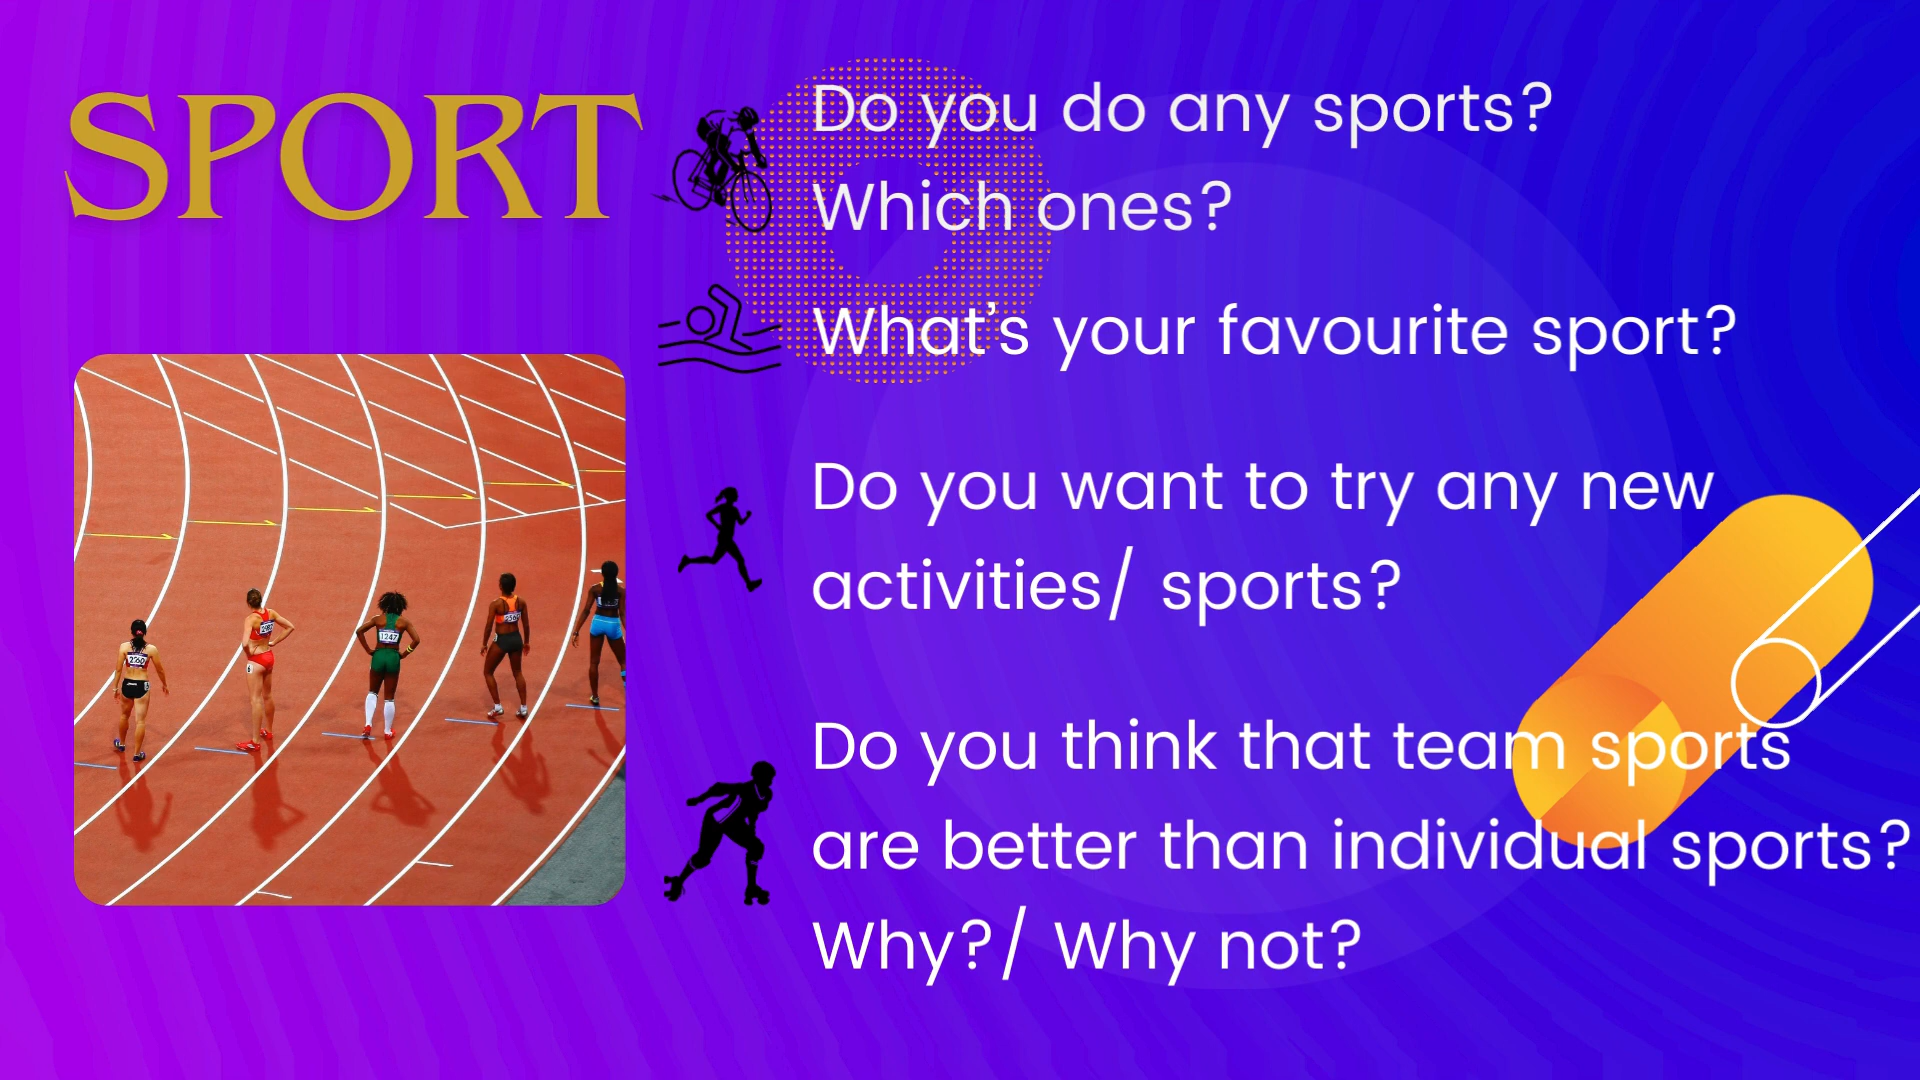 SPORT
Do you do any sports?
Which ones?
What's your favourite sport?
Do you want to try any new
activities/ sports?
Do you think that team sports
are better than individual sports?
Why?/ Why not?
1247